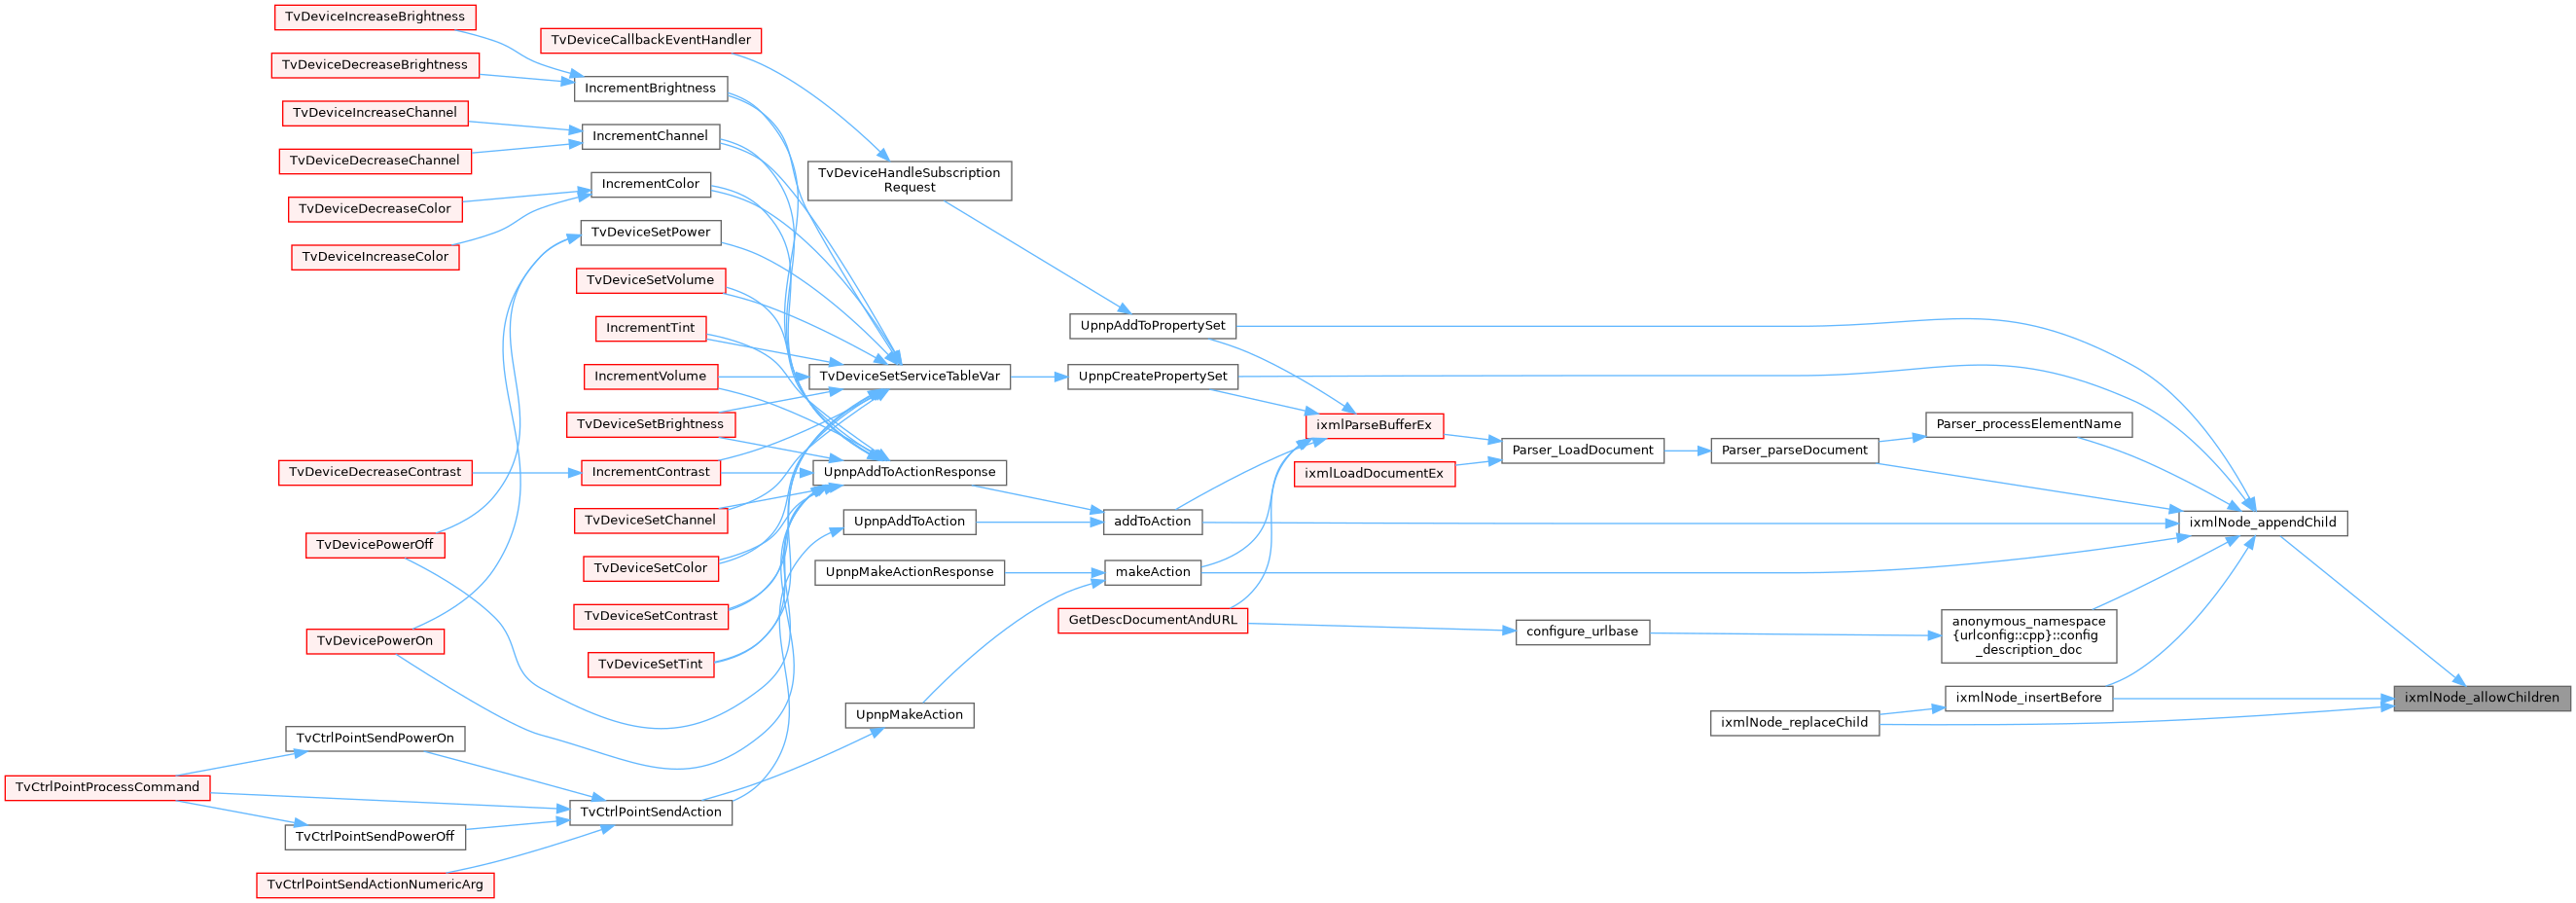 TvDeviceIncreaseBrightness
TvDeviceCallbackEventHandler
TvDeviceDecreaseBrightness
IncrementBrightness
TvDeviceIncreaseChannel
IncrementChannel
TvDeviceDecreaseChannel
TvDeviceHandleSubscription
Request
IncrementColor
TvDeviceDecreaseColor
TvDeviceSetPower
TvDeviceIncreaseColor
TvDeviceSetVolume
IncrementTint
UpnpAddToPropertySet
IncrementVolume
TvDeviceSetServiceTableVar
UpnpCreatePropertySet
TvDeviceSetBrightness
ixmlParseBufferEx
Parser_processElementName
Parser_LoadDocument
Parser_parseDocument
TvDeviceDecreaseContrast
IncrementContrast
UpnpAddToActionResponse
ixmlLoadDocumentEx
TvDeviceSetChannel
UpnpAddToAction
addToAction
ixmlNode_appendChild
TvDevicePowerOff
TvDeviceSetColor
UpnpMakeActionResponse
makeAction
TvDeviceSetContrast
GetDescDocumentAndURL
configure_urlbase
anonymous_namespace
{urlconfig::cpp}::config
_description_doc
TvDevicePowerOn
TvDeviceSetTint
ixmlNode_insertBefore
ixmlNode_allowChildren
UpnpMakeAction
ixmlNode_replaceChild
TvCtrlPointSendPowerOn
TvCtrlPointProcessCommand
TvCtrlPointSendAction
TvCtrlPointSendPowerOff
TvCtrlPointSendActionNumericArg